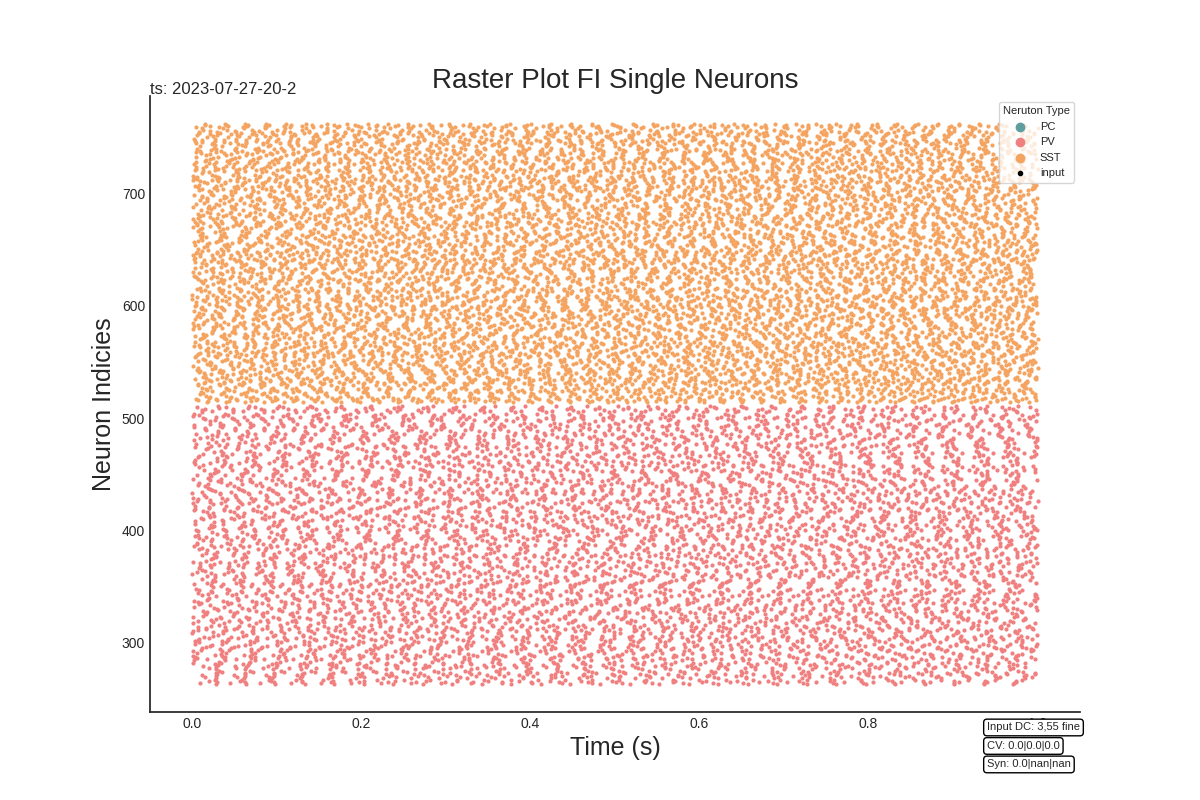 Raster Plot FI Single Neurons
ts: 2023-07-27-20-2
Neruton Type
PC
PV
SST
input
700
600
500
400
300
Neuron Indicies
0.0 0.2 0.4 0.6 0.8
Time (s)
Input DC: 3,55 fine
CV: 0.0|0.0|0.0
Syn: 0.0|nan|nan